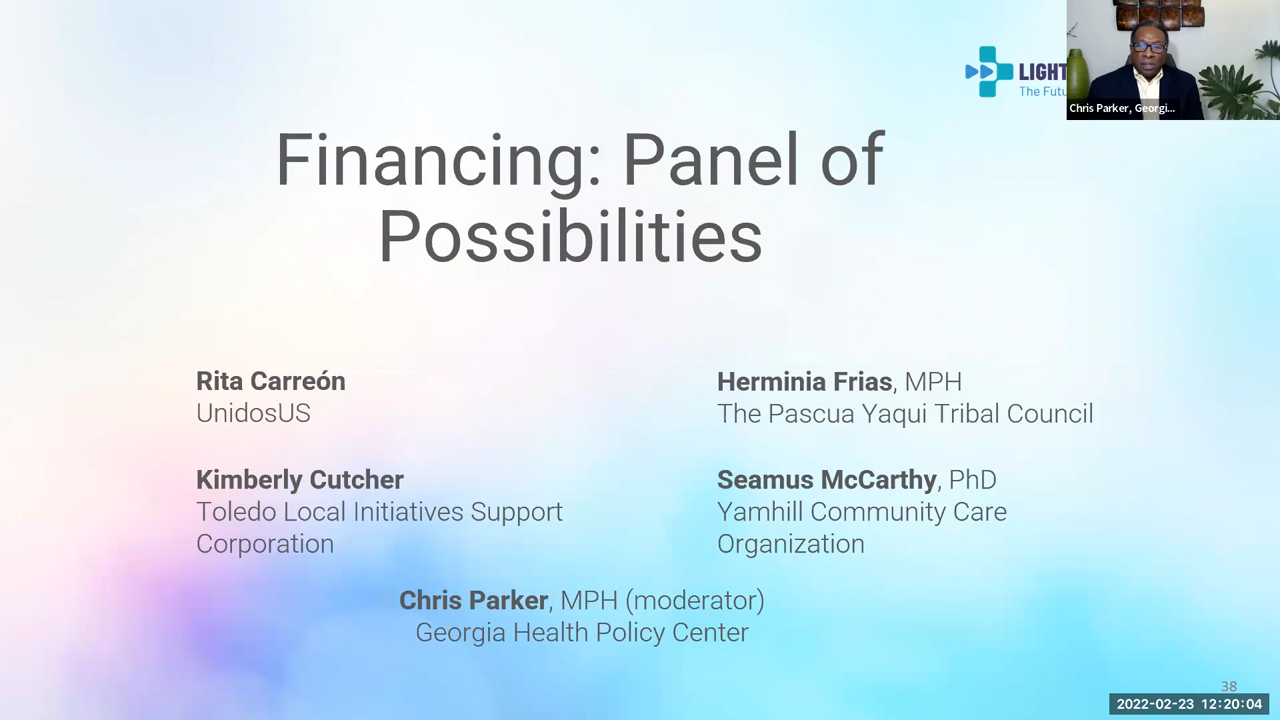 LIGHT
The Futu
Chris Parker, Georgi...
Financing: Panel of
Possibilities
Rita Carreón
UnidosUS
Herminia Frias, MPH
The Pascua Yaqui Tribal Council
Kimberly Cutcher
Toledo Local Initiatives Support
Corporation
Seamus McCarthy, PhD
Yamhill Community Care
Organization
Chris Parker, MPH (moderator)
Georgia Health Policy Center
38
2022-02-23 12:20:04